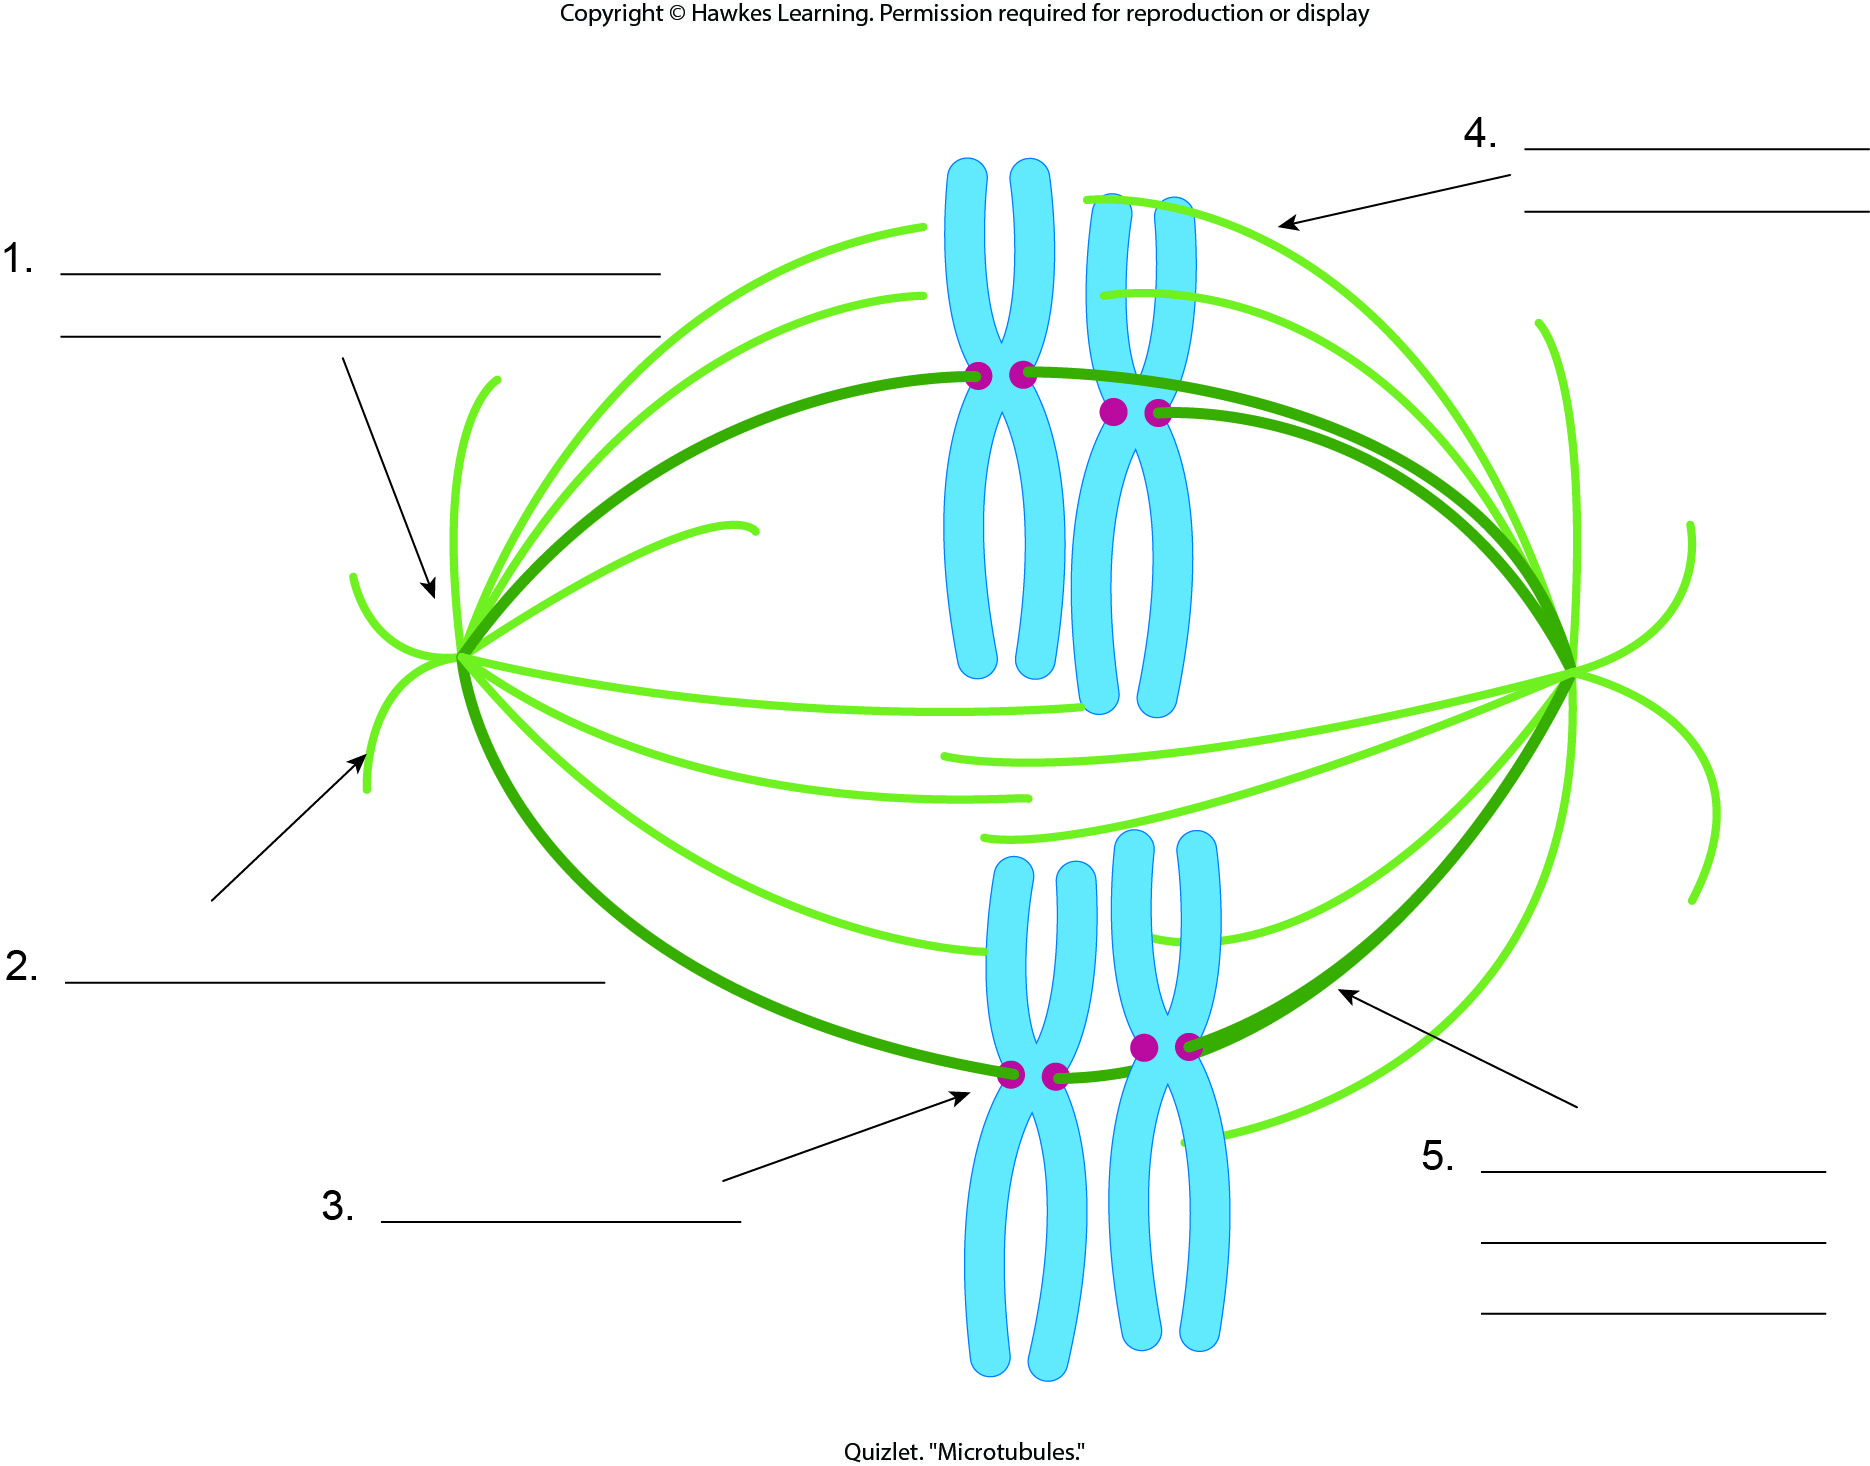 Copyright © Hawkes Learning. Permission required for reproduction or display
4.
1.
2.
5.
3.
Quizlet. "Microtubules."